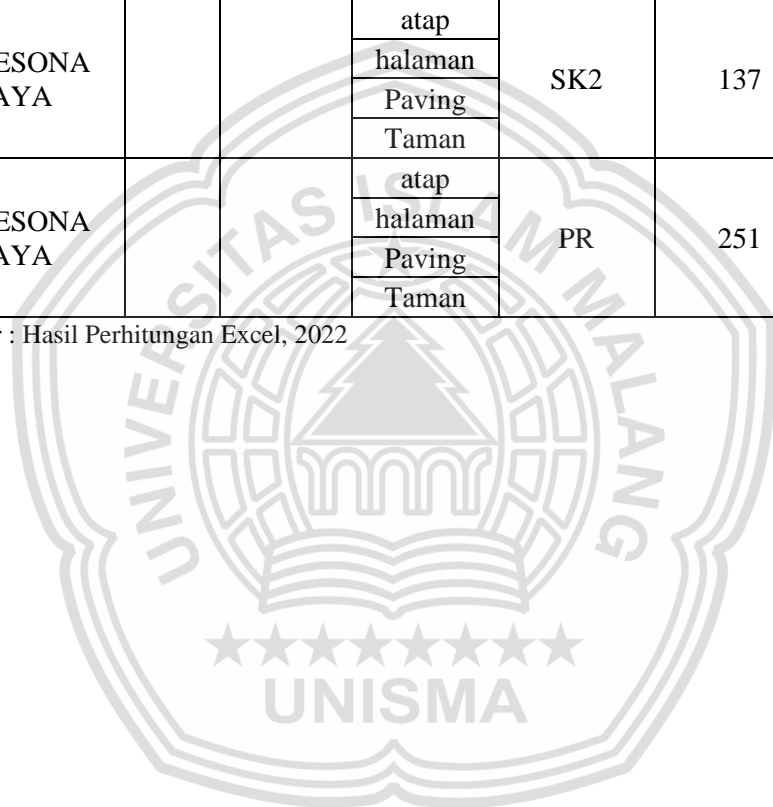 ESONA
AYA
atap
halaman
Paving
Taman
SK2
137
ESONA
AYA
atap
halaman
Paving
Taman
PR
251
: Hasil Perhitungan Excel, 2022
UNIVERSITAS ISLAM MALANG
UNISMA